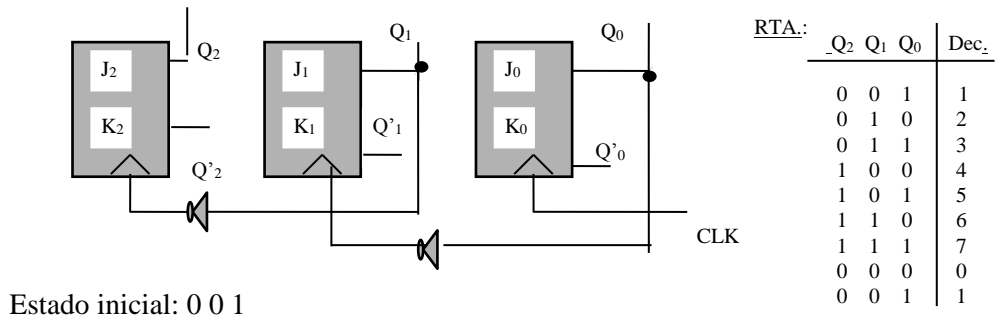 Q₂
Q₁
Q₀
J₂
J₁
J₀
K₂
K₁
K₀
Q’₂
Q’₁
Q’₀
CLK
Estado inicial: 0 0 1
RTA.:
Q₂ Q₁ Q₀ Dec.
0 0 1 1
0 1 0 2
0 1 1 3
1 0 0 4
1 0 1 5
1 1 0 6
1 1 1 7
0 0 0 0
0 0 1 1